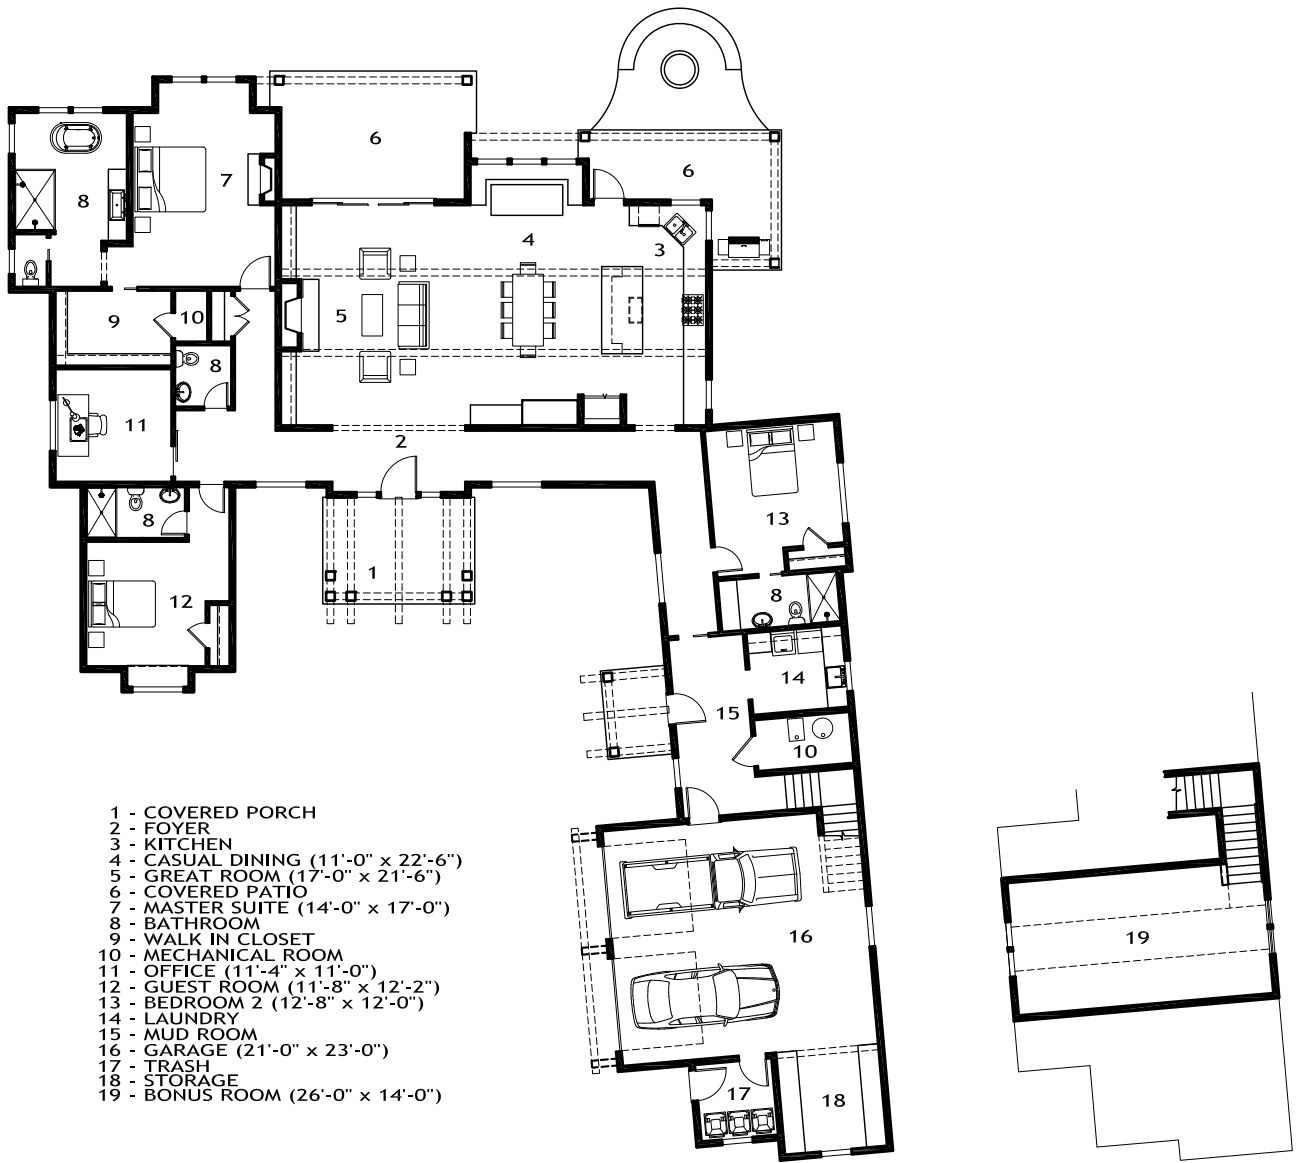 6
6
7
8
4
3
5
9
10
8
11
2
13
8
1
12
8
14
15
10
1 - COVERED PORCH
2 - FOYER
3 - KITCHEN
4 - CASUAL DINING (11'-0" x 22'-6")
5 - GREAT ROOM (17'-0" x 21'-6")
6 - COVERED PATIO
7 - MASTER SUITE (14'-0" x 17'-0")
8 - BATHROOM
9 - WALK IN CLOSET
10 - MECHANICAL ROOM
11 - OFFICE (11'-4" x 11'-0")
12 - GUEST ROOM (11'-8" x 12'-2")
13 - BEDROOM 2 (12'-8" x 12'-0")
14 - LAUNDRY
15 - MUD ROOM
16 - GARAGE (21'-0" x 23'-0")
17 - TRASH
18 - STORAGE
19 - BONUS ROOM (26'-0" x 14'-0")
16
19
17
18